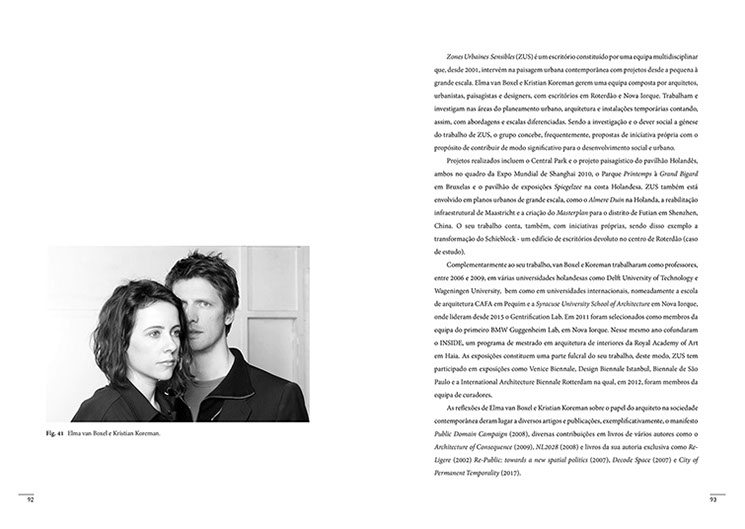 Fig. 41 Elma van Boxel e Kristian Koreman.
92
Zones Urbaines Sensibles (ZUS) é um escritório constituído por uma equipa multidisciplinar
que, desde 2001, intervém na paisagem urbana contemporânea com projetos desde a pequena à
grande escala. Elma van Boxel e Kristian Koreman gerem uma equipa composta por arquitetos,
urbanistas, paisagistas e designers, com escritórios em Roterdão e Nova Iorque. Trabalham e
investigam nas áreas do planeamento urbano, arquitetura e instalações temporárias contando,
assim, com abordagens e escalas diferenciadas. Sendo a investigação e o dever social a génese
do trabalho de ZUS, o grupo concebe, frequentemente, propostas de iniciativa própria com o
propósito de contribuir de modo significativo para o desenvolvimento social e urbano.
Projetos realizados incluem o Central Park e o projeto paisagístico do pavilhão Holandês,
ambos no quadro da Expo Mundial de Shanghai 2010, o Parque Printemps à Grand Bigard
em Bruxelas e o pavilhão de exposições Spiegelzee na costa Holandesa. ZUS também está
envolvido em planos urbanos de grande escala, como o Almere Duin na Holanda, a reabilitação
infraestrutural de Maastricht e a criação do Masterplan para o distrito de Futian em Shenzhen,
China. O seu trabalho conta, também, com iniciativas próprias, sendo disso exemplo a
transformação do Schieblock - um edifício de escritórios devoluto no centro de Roterdão (caso
de estudo).
Complementarmente ao seu trabalho, van Boxel e Koreman trabalharam como professores,
entre 2006 e 2009, em várias universidades holandesas como Delft University of Technology e
Wageningen University, bem como em universidades internacionais, nomeadamente a escola
de arquitetura CAFA em Pequim e a Syracuse University School of Architecture em Nova Iorque,
onde lideram desde 2015 o Gentrification Lab. Em 2011 foram selecionados como membros da
equipa do primeiro BMW Guggenheim Lab, em Nova Iorque. Nesse mesmo ano cofundaram
o INSIDE, um programa de mestrado em arquitetura de interiores da Royal Academy of Art
em Haia. As exposições constituem uma parte fulcral do seu trabalho, deste modo, ZUS tem
participado em exposições como Venice Biennale, Design Biennale Istanbul, Biennale de São
Paulo e a International Architecture Biennale Rotterdam na qual, em 2012, foram membros da
equipa de curadores.
As reflexões de Elma van Boxel e Kristian Koreman sobre o papel do arquiteto na sociedade
contemporânea deram lugar a diversos artigos e publicações, exemplificativamente, o manifesto
Public Domain Campaign (2008), diversas contribuições em livros de vários autores como o
Architecture of Consequence (2009), NL2028 (2008) e livros da sua autoria exclusiva como Re-
Ligere (2002) Re-Public: towards a new spatial politics (2007), Decode Space (2007) e City of
Permanent Temporality (2017).
93